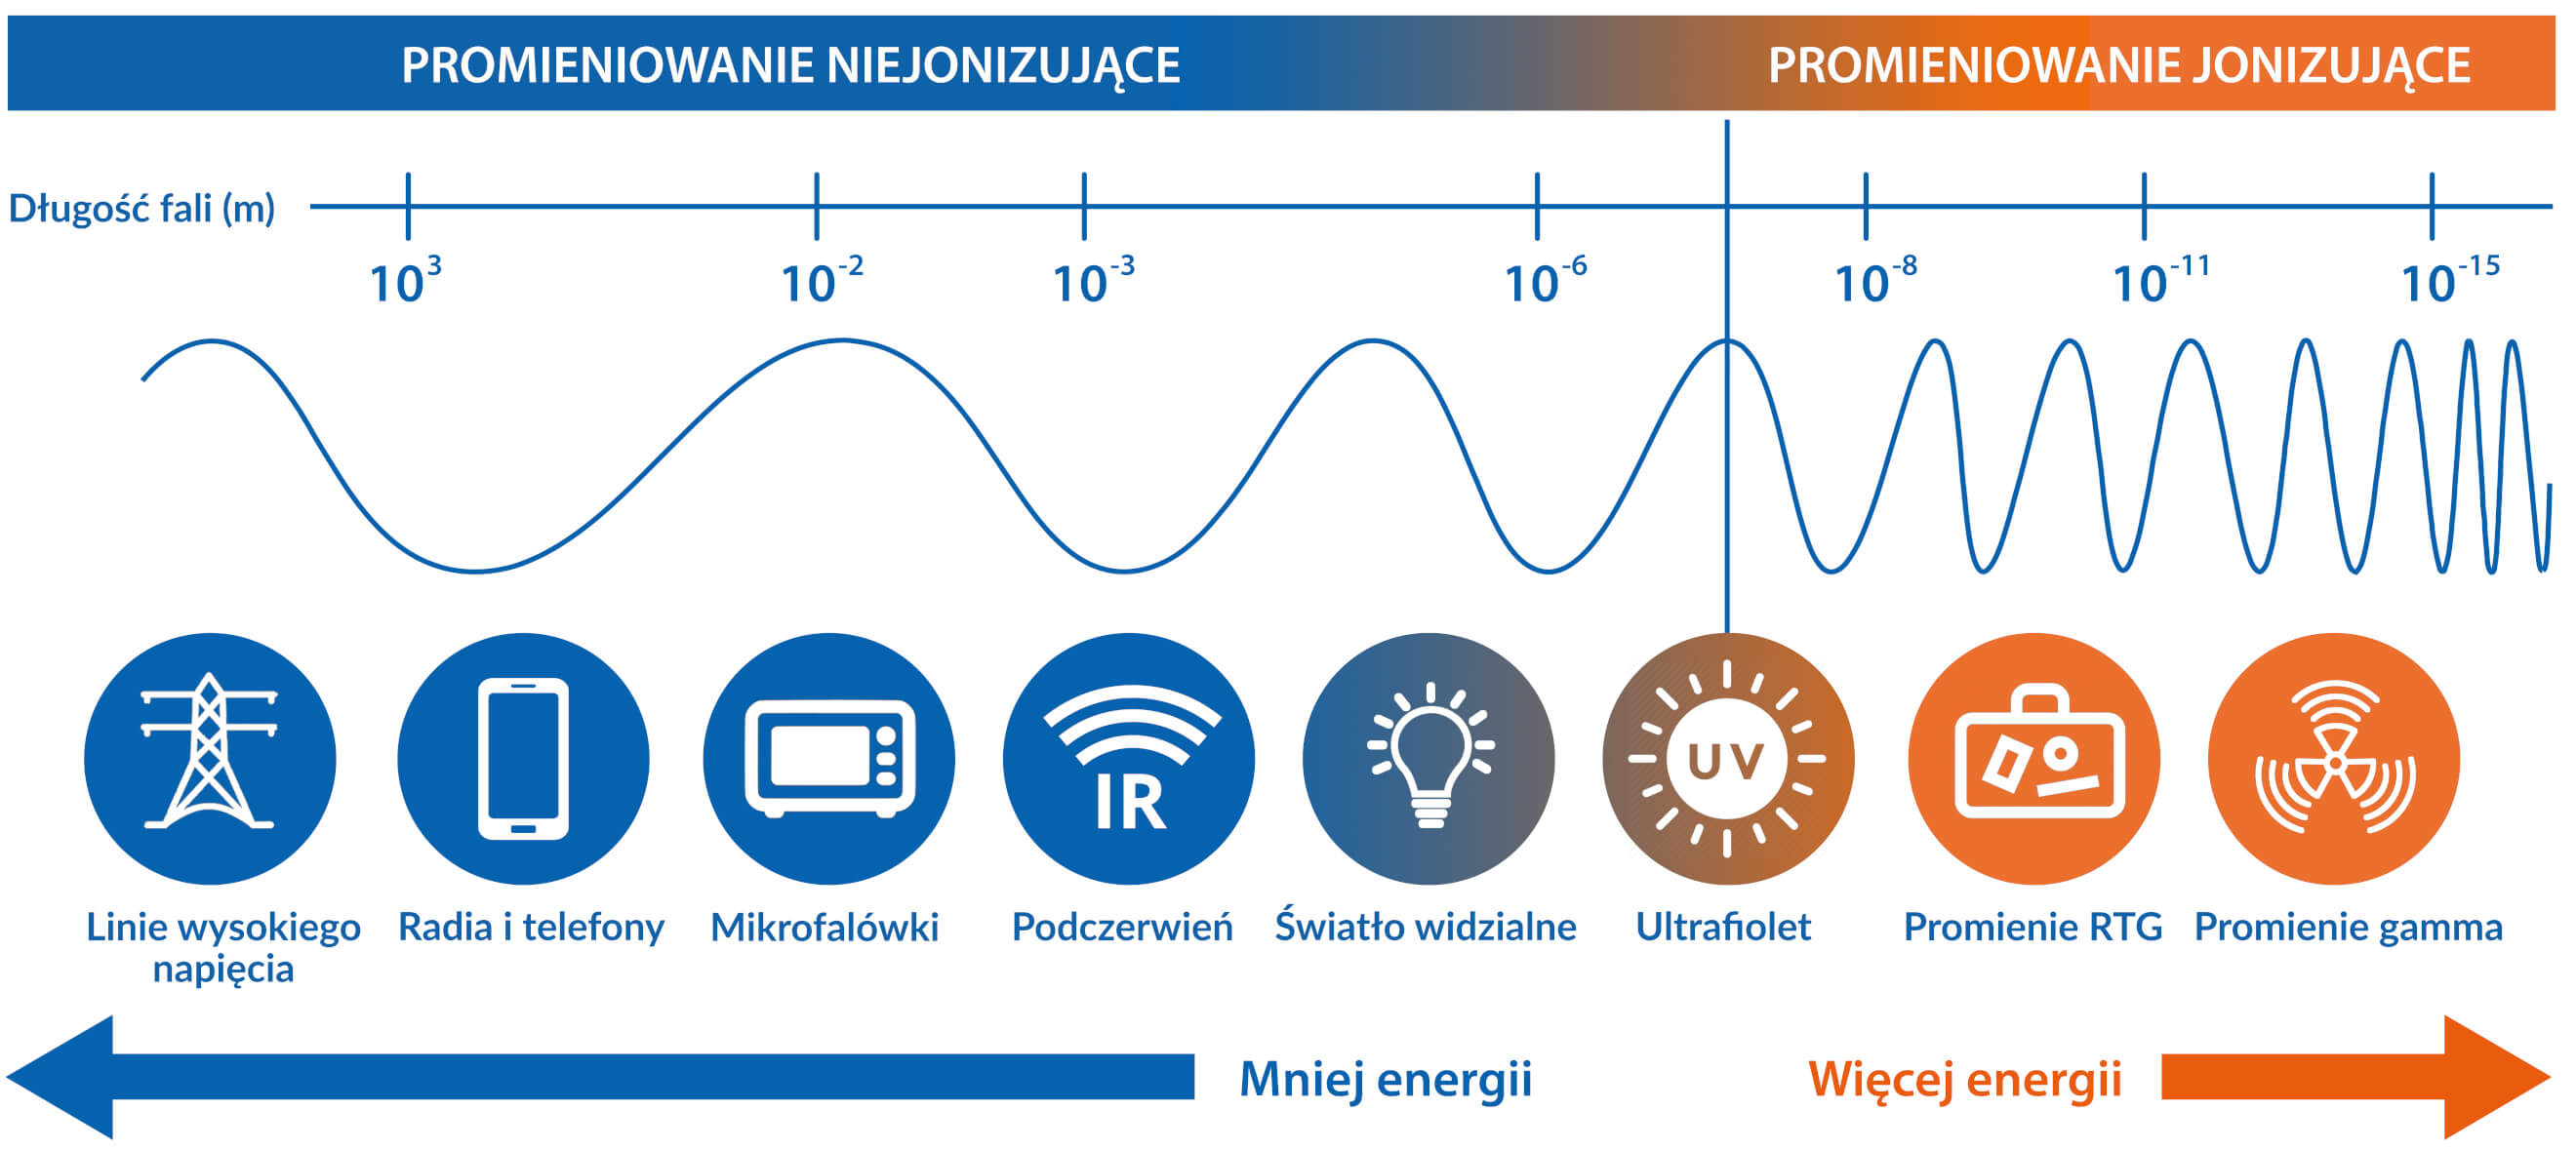 PROMIENIOWANIE NIEJONIZUJĄCE PROMIENIOWANIE JONIZUJĄCE
Długość fali (m)
10³ 10⁻² 10⁻³ 10⁻⁶ 10⁻⁸ 10⁻¹¹ 10⁻¹⁵
IR UV
Linie wysokiego napięcia
Radia i telefony
Mikrofalówki
Podczerwień
Światło widzialne
Ultrafiolet
Promienie RTG
Promienie gamma
Mniej energii Więcej energii